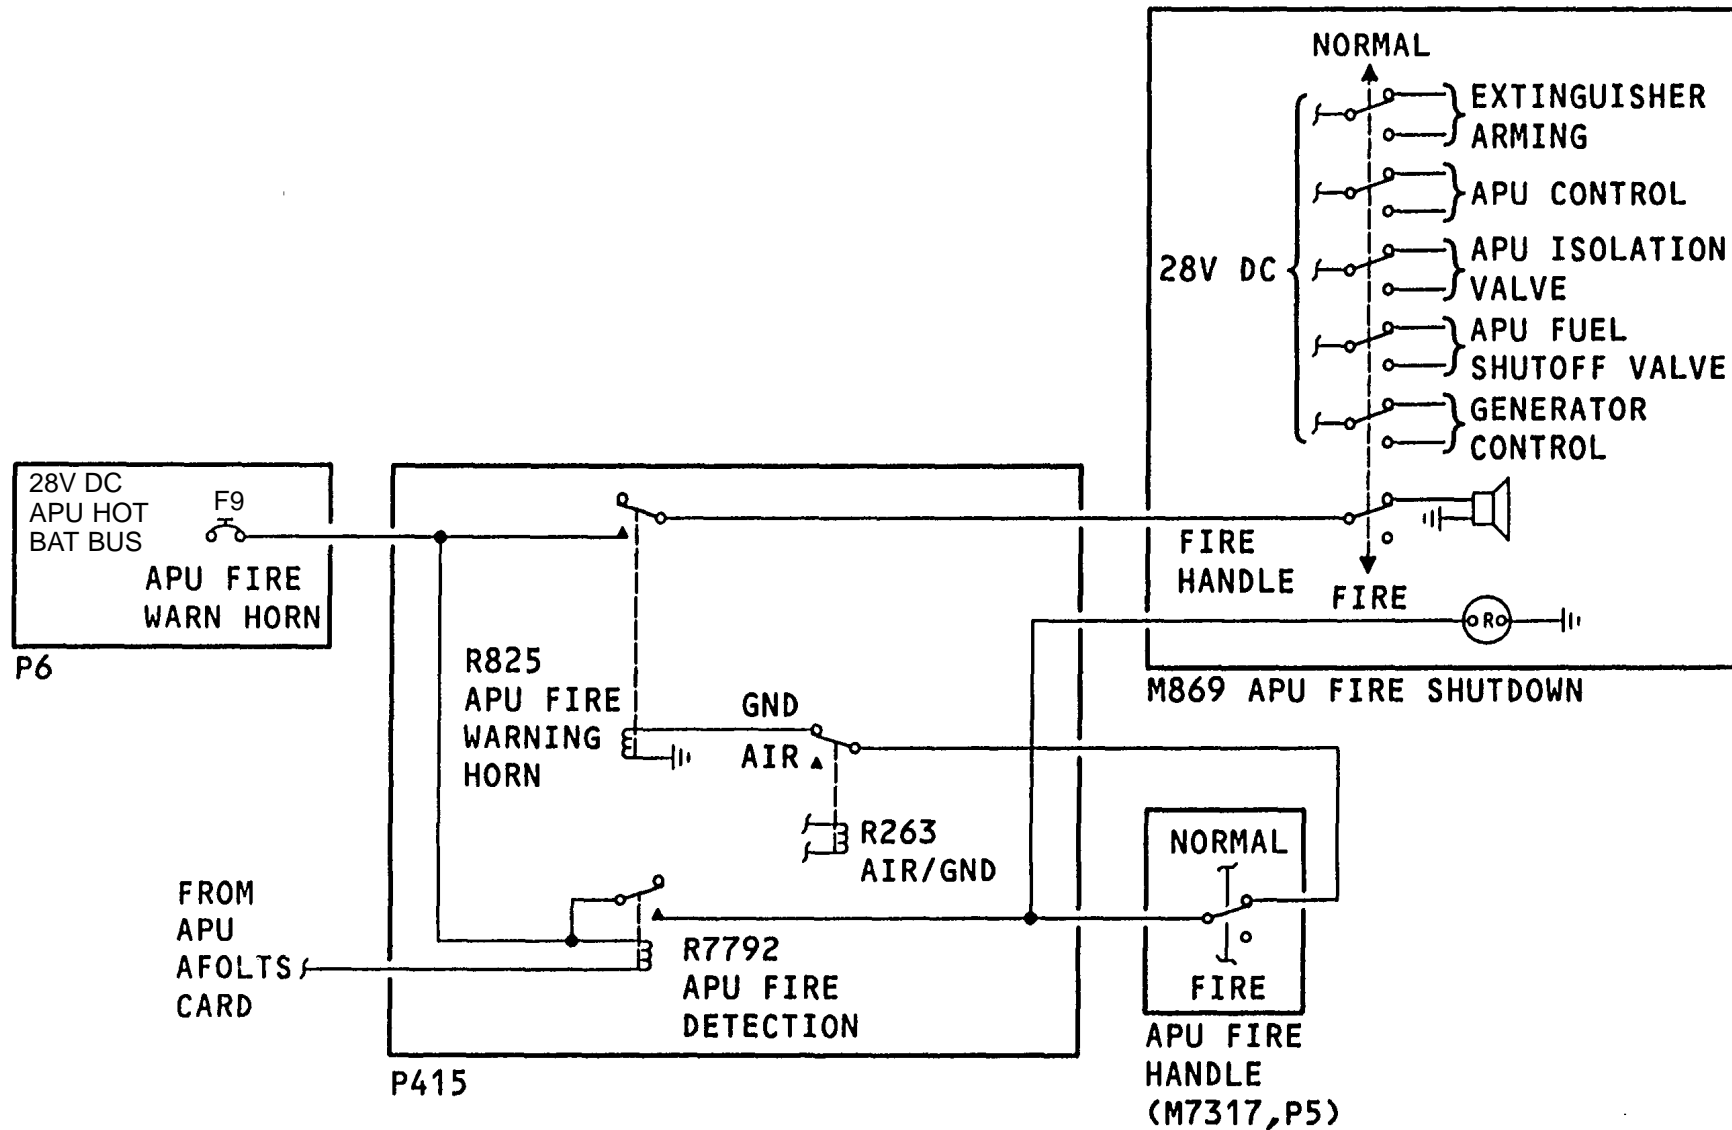 NORMAL
EXTINGUISHER
ARMING
APU CONTROL
28V DC
APU ISOLATION
VALVE
APU FUEL
SHUTOFF VALVE
GENERATOR
CONTROL
FIRE
HANDLE
FIRE
R
M869 APU FIRE SHUTDOWN
28V DC
APU HOT
BAT BUS
F9
APU FIRE
WARN HORN
P6
R825
APU FIRE
WARNING
HORN
GND
AIR
R263
AIR/GND
FROM
APU
AFOLTS
CARD
R7792
APU FIRE
DETECTION
P415
NORMAL
FIRE
APU FIRE
HANDLE
(M7317,P5)